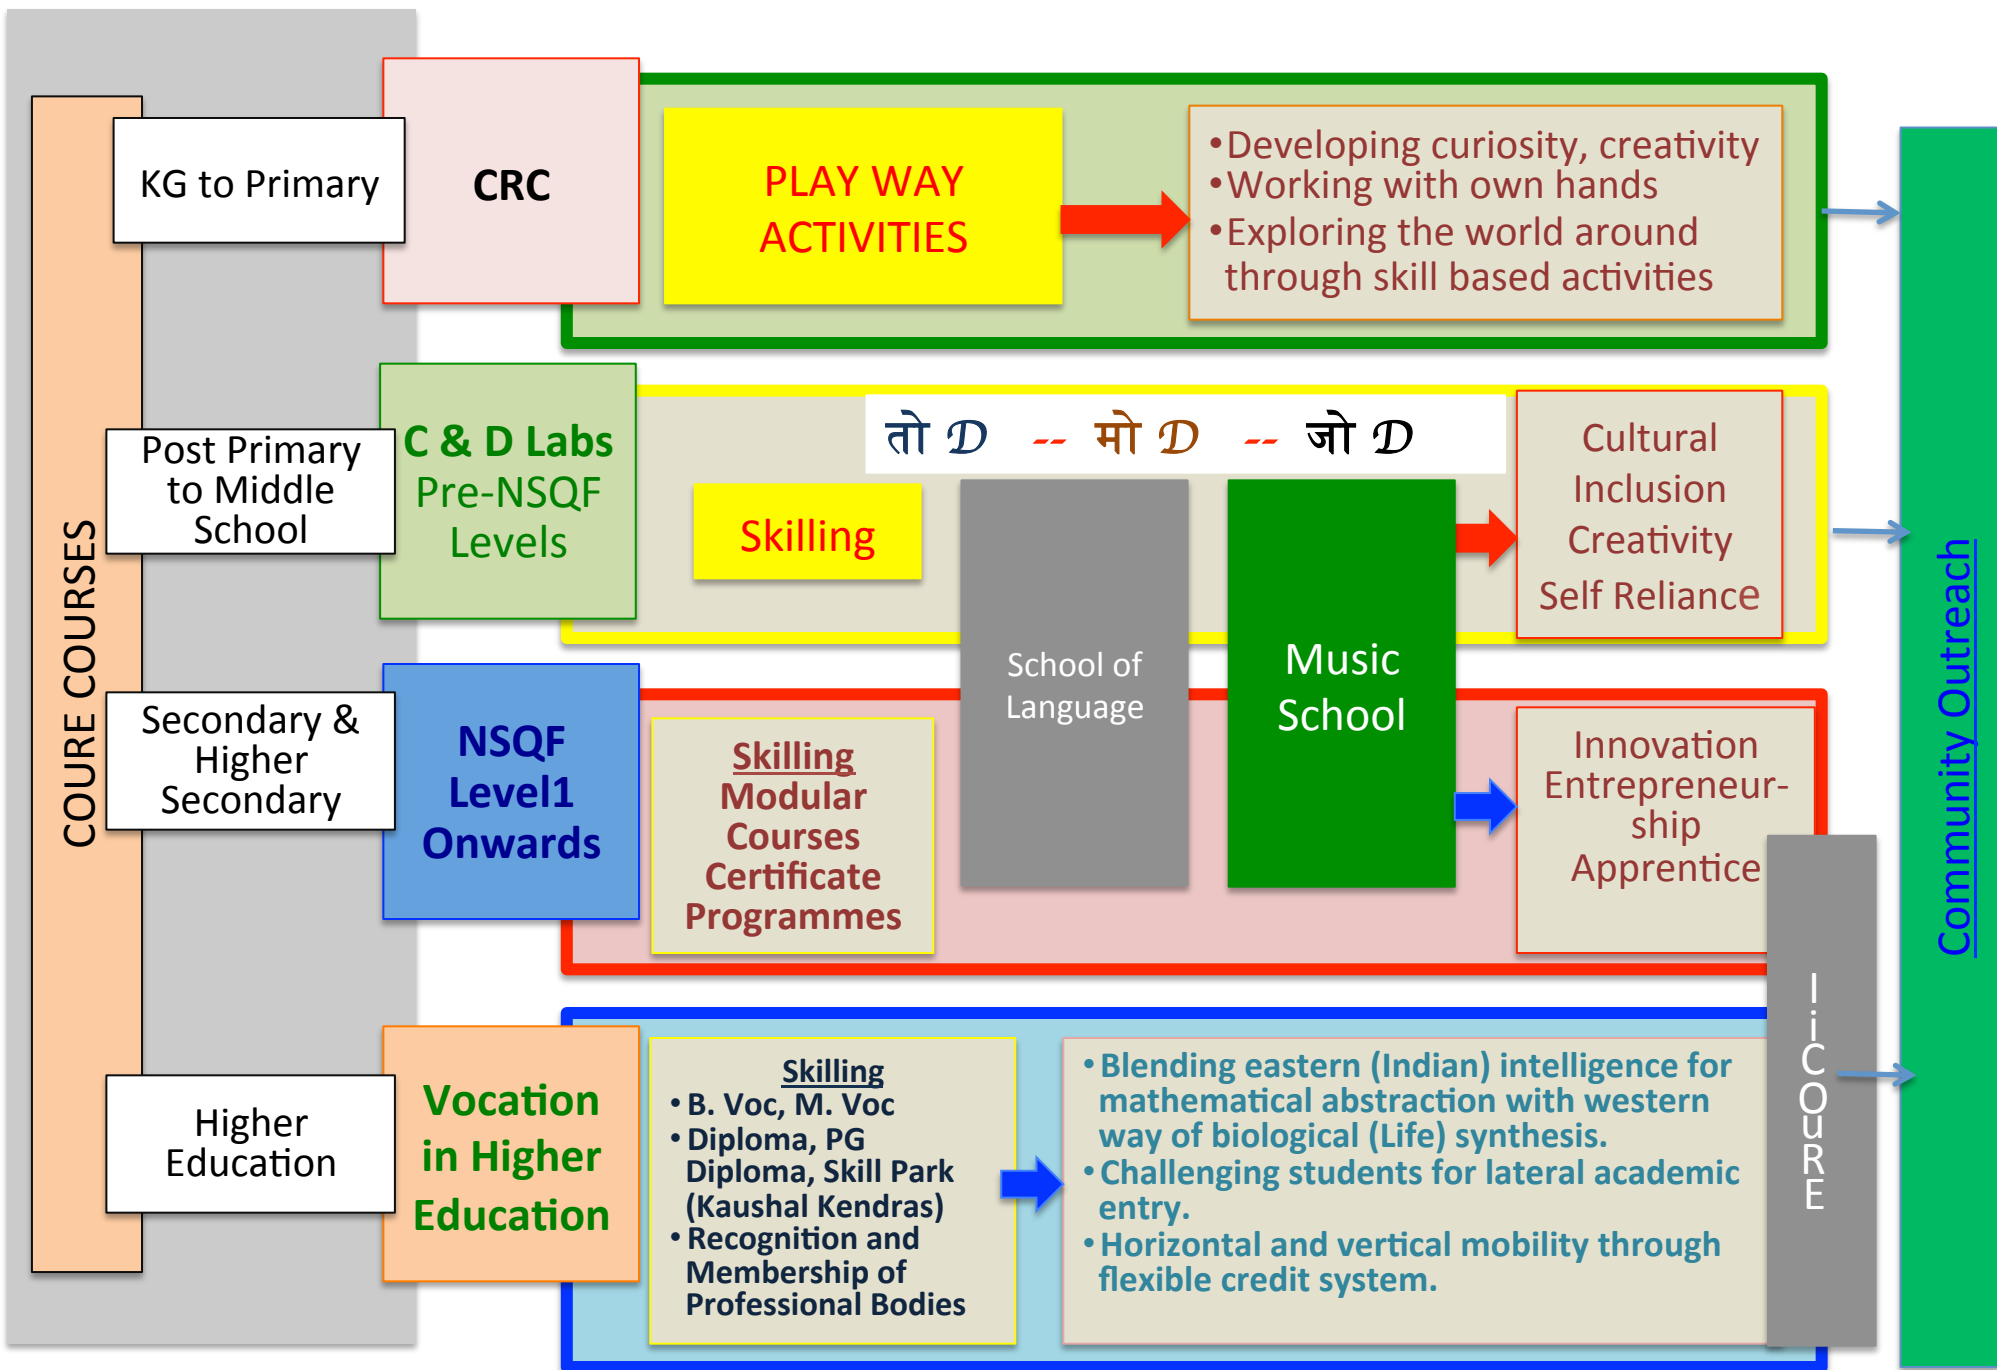 COURE COURSES
KG to Primary
CRC
PLAY WAY
ACTIVITIES
•Developing curiosity, creativity
•Working with own hands
•Exploring the world around
through skill based activities
Post Primary
to Middle
School
C & D Labs
Pre-NSQF
Levels
तो D -- मो D -- जो D
Skilling
School of
Language
Music
School
Cultural
Inclusion
Creativity
Self Reliance
Secondary &
Higher
Secondary
NSQF
Level1
Onwards
Skilling
Modular
Courses
Certificate
Programmes
Innovation
Entrepreneur-
ship
Apprentice
Higher
Education
Vocation
in Higher
Education
Skilling
• B. Voc, M. Voc
• Diploma, PG
Diploma, Skill Park
(Kaushal Kendras)
• Recognition and
Membership of
Professional Bodies
• Blending eastern (Indian) intelligence for
mathematical abstraction with western
way of biological (Life) synthesis.
• Challenging students for lateral academic
entry.
• Horizontal and vertical mobility through
flexible credit system.
IiCOuRE
Community Outreach